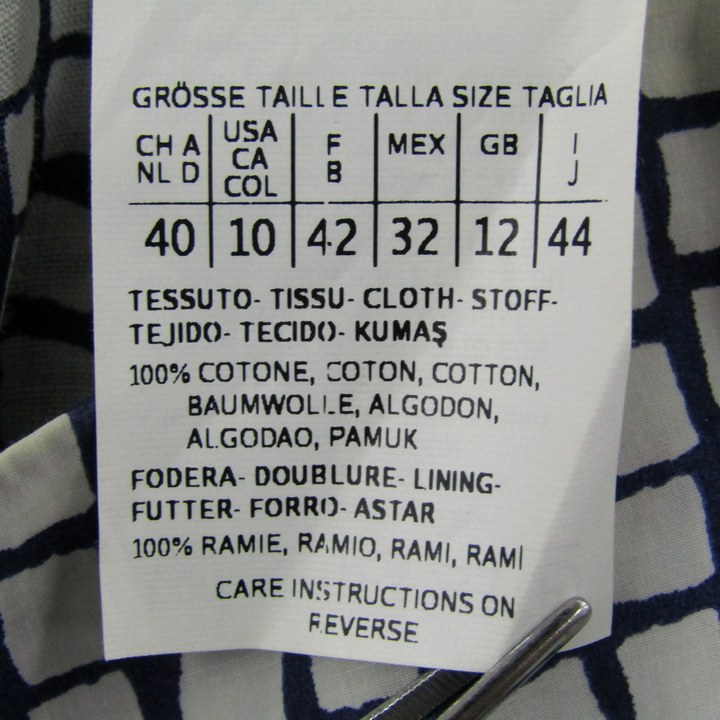 GRÖSSE TAILLE TALLA SIZE TAGLIA
CH A NL D | USA CA COL | F B | MEX | GB | I J
40 | 10 | 42 | 32 | 12 | 44
TESSUTO- TISSU- CLOTH- STOFF-
TEJIDO- TECIDO- KUMAŞ
100% COTONE, COTON, COTTON,
BAUMWOLLE, ALGODON,
ALGODAO, PAMUK
FODERA- DOUBLURE- LINING-
FUTTER- FORRO- ASTAR
100% RAMIE, RAMIO, RAMI, RAMİ
CARE INSTRUCTIONS ON
REVERSE